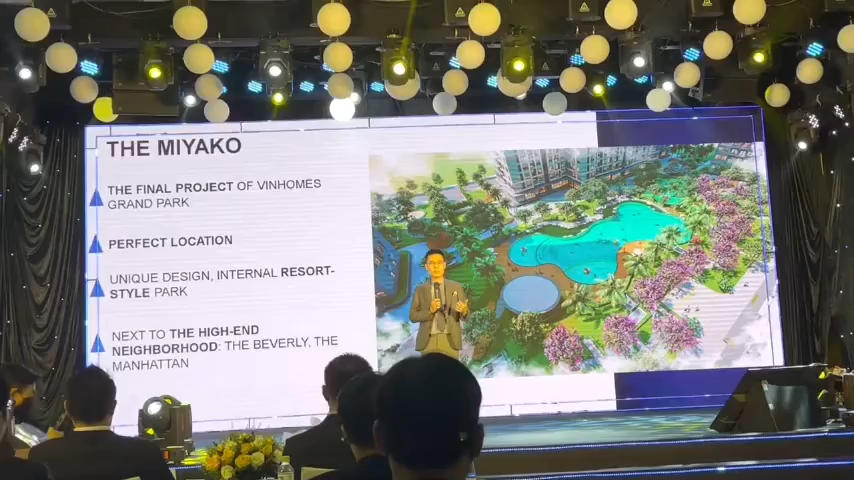 THE MIYAKO
THE FINAL PROJECT OF VINHOMES
GRAND PARK
PERFECT LOCATION
UNIQUE DESIGN, INTERNAL RESORT-
STYLE PARK
NEXT TO THE HIGH-END
NEIGHBORHOOD: THE BEVERLY, THE
MANHATTAN